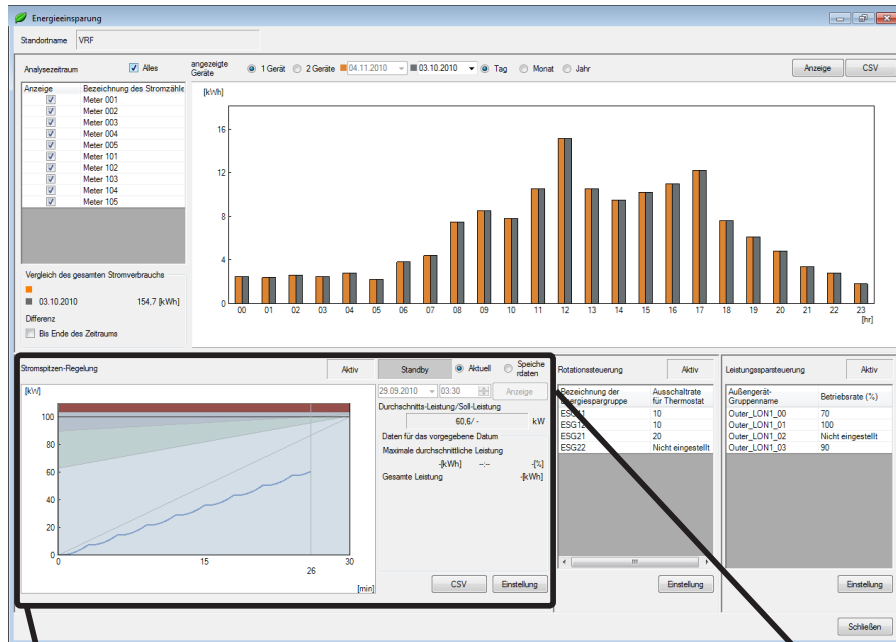 Energieeinsparung
Standortname VRF
Analysezeitraum Alles
angezeigte Geräte 1 Gerät 2 Geräte 04.11.2010 03.10.2010 Tag Monat Jahr Anzeige CSV
Anzeige Bezeichnung des Stromzähle
Meter 001
Meter 002
Meter 003
Meter 004
Meter 005
Meter 101
Meter 102
Meter 103
Meter 104
Meter 105
Vergleich des gesamten Stromverbrauchs
03.10.2010 154,7 [kWh]
Differenz
Bis Ende des Zeitraums
[kWh]
16
12
8
4
0
00 01 02 03 04 05 06 07 08 09 10 11 12 13 14 15 16 17 18 19 20 21 22 23
[hr]
Stromspitzen-Regelung Aktiv Standby Aktuell Speiche
rdaten
[kW]
100
80
60
40
20
0
0 15 30
26
[min]
29.09.2010 03:30 Anzeige
Durchschnitts-Leistung/Soll-Leistung
60,6/ - kW
Daten für das vorgegebene Datum
Maximale durchschnittliche Leistung
-[kWh] --:-- -[%]
Gesamte Leistung -[kWh]
CSV Einstellung
Rotationssteuerung Aktiv
Bezeichnung der Ausschaltrate
Energiespargruppe für Thermostat
ESG11 10
ESG12 10
ESG21 20
ESG22 Nicht eingestellt
Einstellung
Leistungssparsteuerung Aktiv
Außengerät-
Gruppenname Betriebsrate (%)
Outer_LON1_00 70
Outer_LON1_01 100
Outer_LON1_02 Nicht eingestellt
Outer_LON1_03 90
Einstellung
Schließen